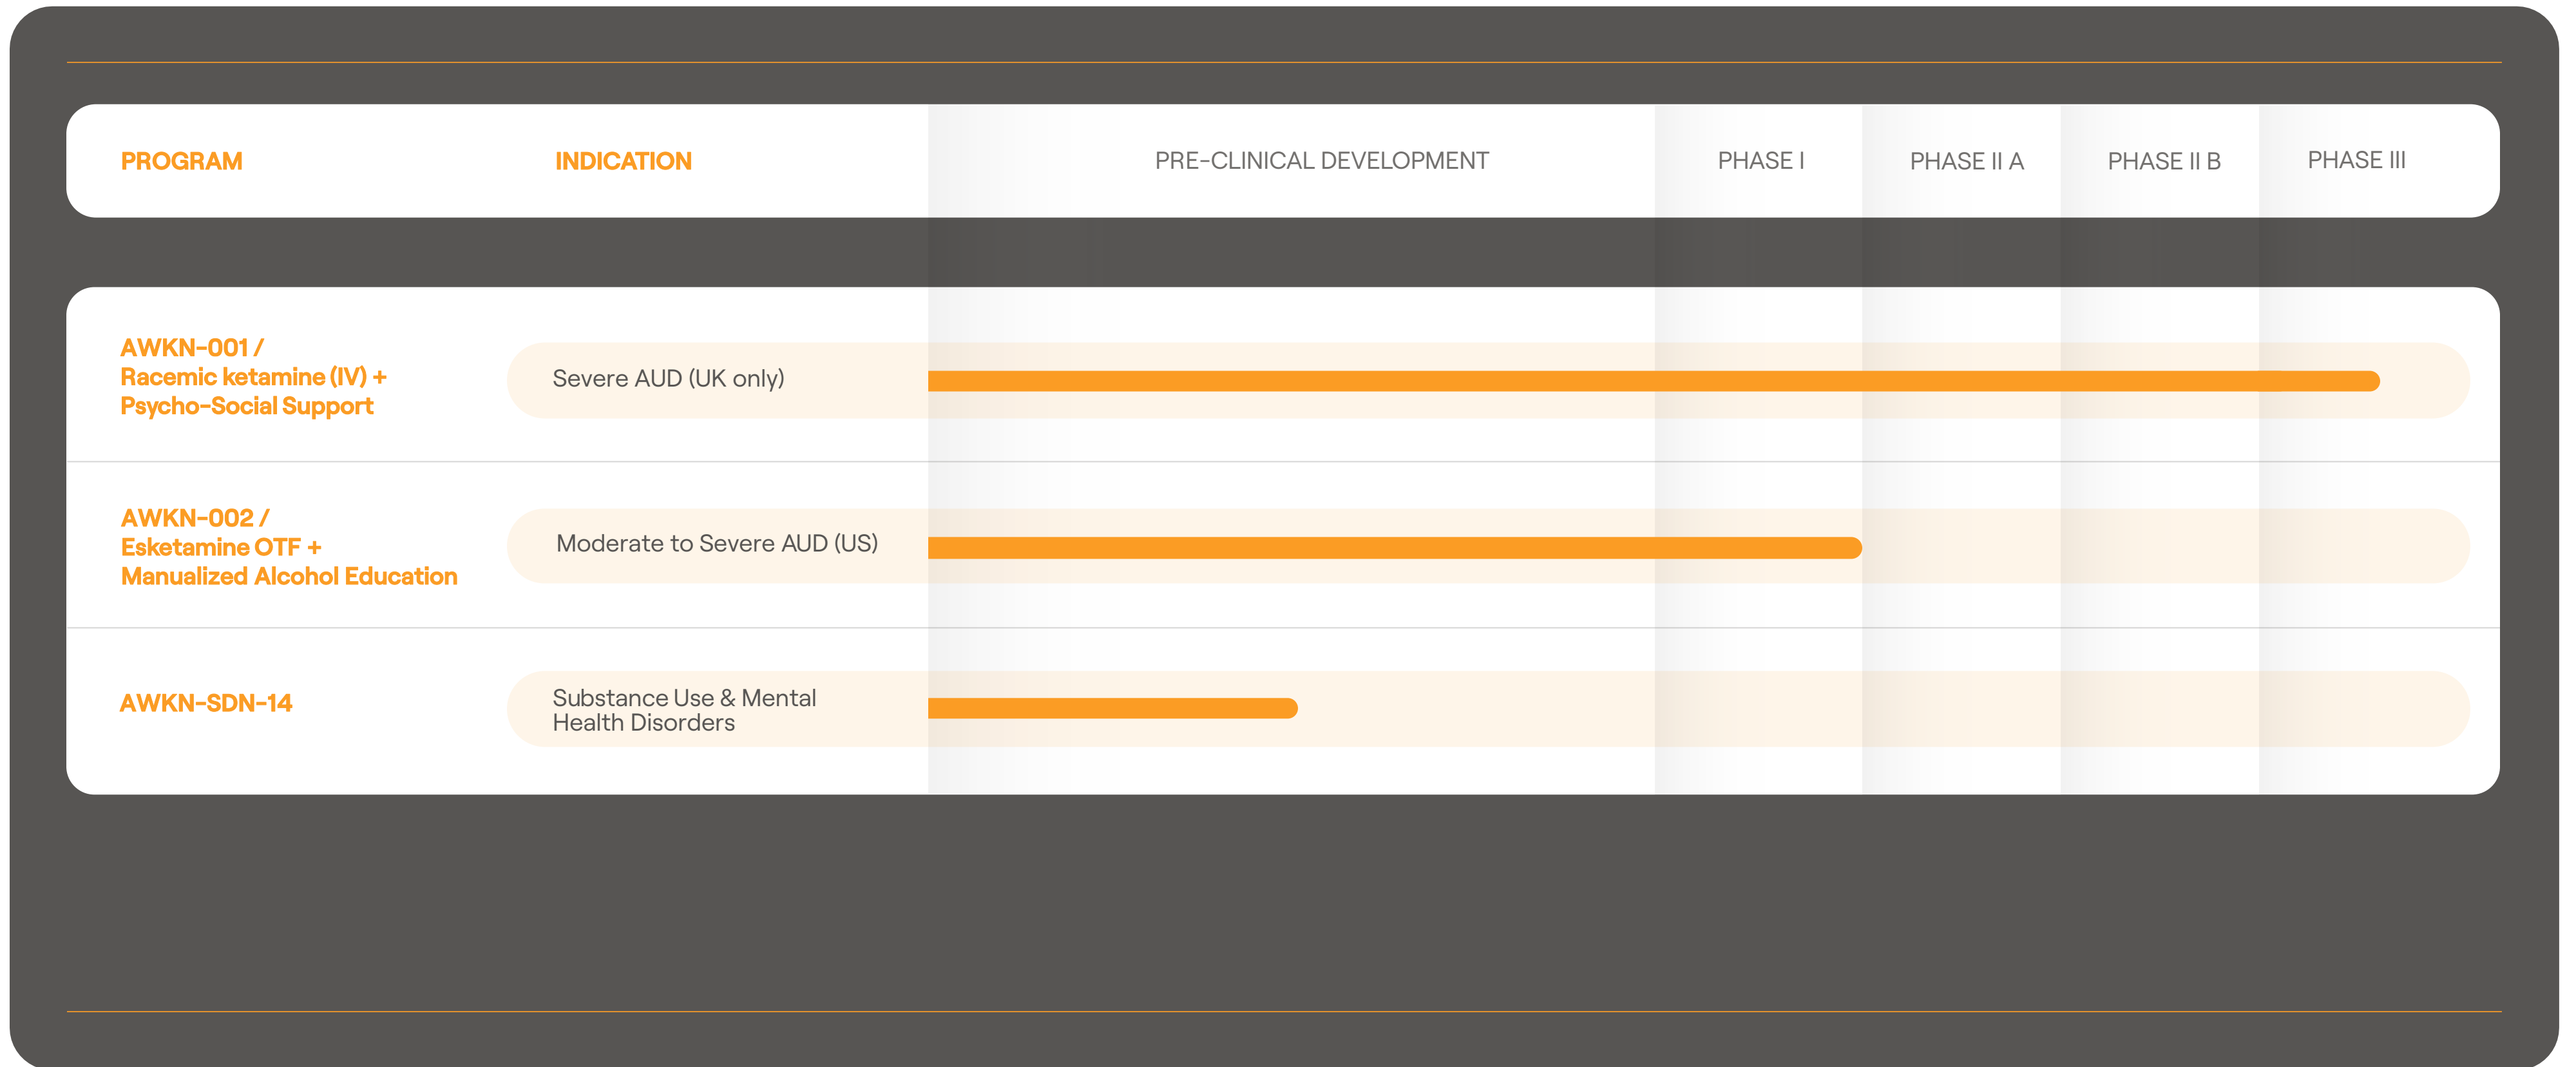 PROGRAM INDICATION PRE-CLINICAL DEVELOPMENT PHASE I PHASE II A PHASE II B PHASE III
AWKN-001 /
Racemic ketamine (IV) +
Psycho-Social Support
Severe AUD (UK only)
AWKN-002 /
Esketamine OTF +
Manualized Alcohol Education
Moderate to Severe AUD (US)
AWKN-SDN-14
Substance Use & Mental
Health Disorders